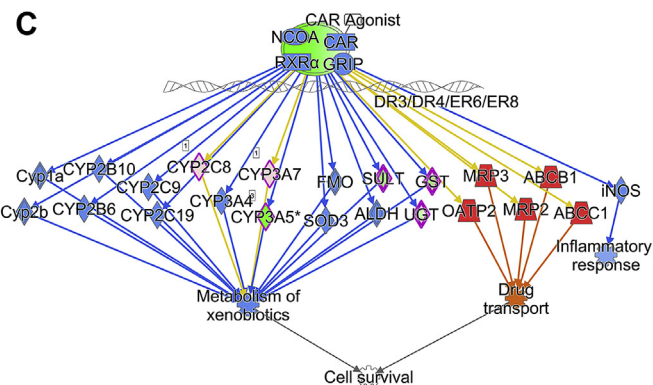 C
CAR Agonist
NCOA CAR
RXRα GRIP
DR3/DR4/ER6/ER8
1 1
Cyp1a CYP2B10 CYP2C9 CYP2C8 CYP3A7 FMO SULT GST MRP3 ABCB1 iNOS
Cyp2b CYP2B6 CYP2C19 CYP3A4 CYP3A5* SOD3 ALDH UGT OATP2 MRP2 ABCC1
Inflammatory
response
Metabolism of
xenobiotics
Drug
transport
Cell survival